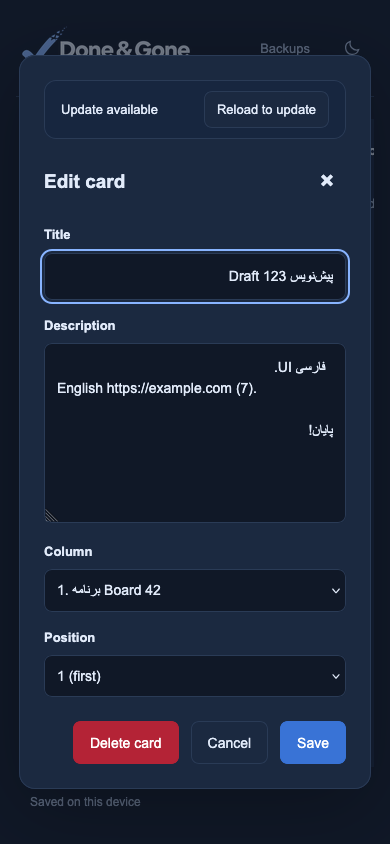 Done & Gone
Backups
Update available
Reload to update
Edit card
Title
پیش‌نویس Draft 123
Description
فارسی UI.
English https://example.com (7).
پایان!
Column
1. برنامه Board 42
Position
1 (first)
Delete card
Cancel
Save
Saved on this device